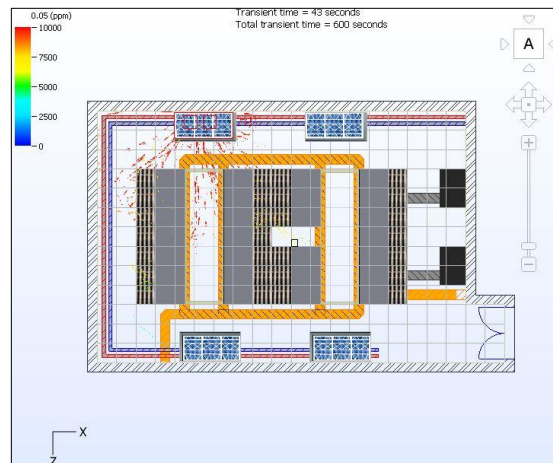 Transient time = 43 seconds
Total transient time = 600 seconds
0.05 (ppm)
10000
7500
5000
2500
0
A
X
Z